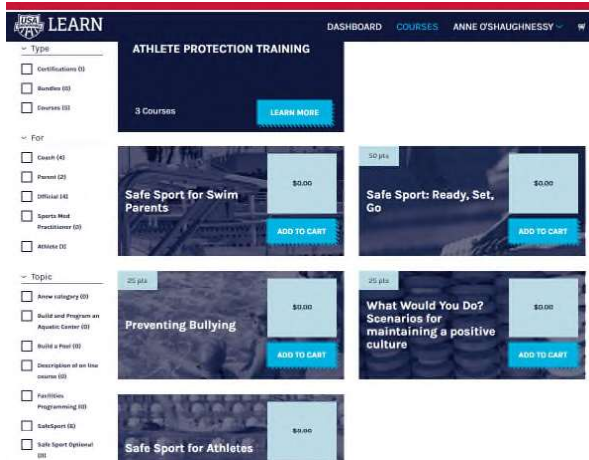 USA
LEARN
DASHBOARD
COURSES
ANNE O'SHAUGHNESSY
Type
Certifications (1)
Bundles (0)
Courses (5)
For
Coach (4)
Parent (2)
Official (4)
Sports Med
Practitioner (0)
Athlete (1)
Topic
Anew category (0)
Build and Program an
Aquatic Center (0)
Build a Pool (0)
Description of on line
course (0)
Facilities
Programming (0)
SafeSport (6)
Safe Sport Optional
(0)
ATHLETE PROTECTION TRAINING
3 Courses
LEARN MORE
Safe Sport for Swim
Parents
$0.00
ADD TO CART
50 pts
Safe Sport: Ready, Set,
Go
$0.00
ADD TO CART
25 pts
Preventing Bullying
$0.00
ADD TO CART
25 pts
What Would You Do?
Scenarios for
maintaining a positive
culture
$0.00
ADD TO CART
Safe Sport for Athletes
$0.00